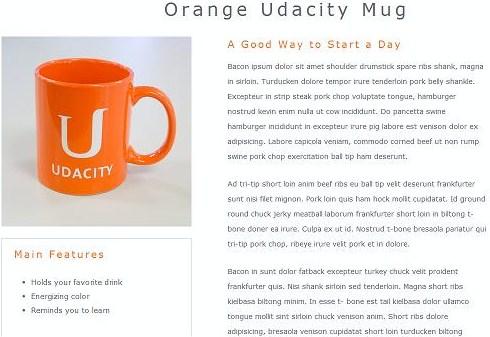 Orange Udacity Mug
U
UDACITY
Main Features
Holds your favorite drink
Energizing color
Reminds you to learn
A Good Way to Start a Day
Bacon ipsum dolor sit amet shoulder drumstick spare ribs shank, magna
in sirloin. Turducken dolore tempor irure tenderloin pork belly shankle.
Excepteur in strip steak pork chop voluptate tongue, hamburger
nostrud kevin enim nulla ut cow incididunt. Do pancetta swine
hamburger incididunt in excepteur irure pig labore est venison dolor ex
adipisicing. Labore capicola veniam, commodo corned beef ut non rump
swine pork chop exercitation ball tip ham deserunt.
Ad tri-tip short loin anim beef ribs eu ball tip velit deserunt frankfurter
sunt nisi filet mignon. Pork loin quis ham hock mollit cupidatat. Id ground
round chuck jerky meatball laborum frankfurter short loin in biltong t-
bone doner ea irure. Culpa ex ut id. Nostrud t-bone bresaola pariatur qui
tri-tip pork chop, ribeye irure velit pork et in dolore.
Bacon in sunt dolor fatback excepteur turkey chuck velit proident
frankfurter quis. Nisi shank sirloin sed tenderloin. Magna short ribs
kielbasa biltong minim. In esse t- bone est tail kielbasa dolor ullamco
tongue mollit sint sirloin chuck venison anim. Short ribs dolore
adipisicing, bresaola venison cupidatat short loin turducken biltong